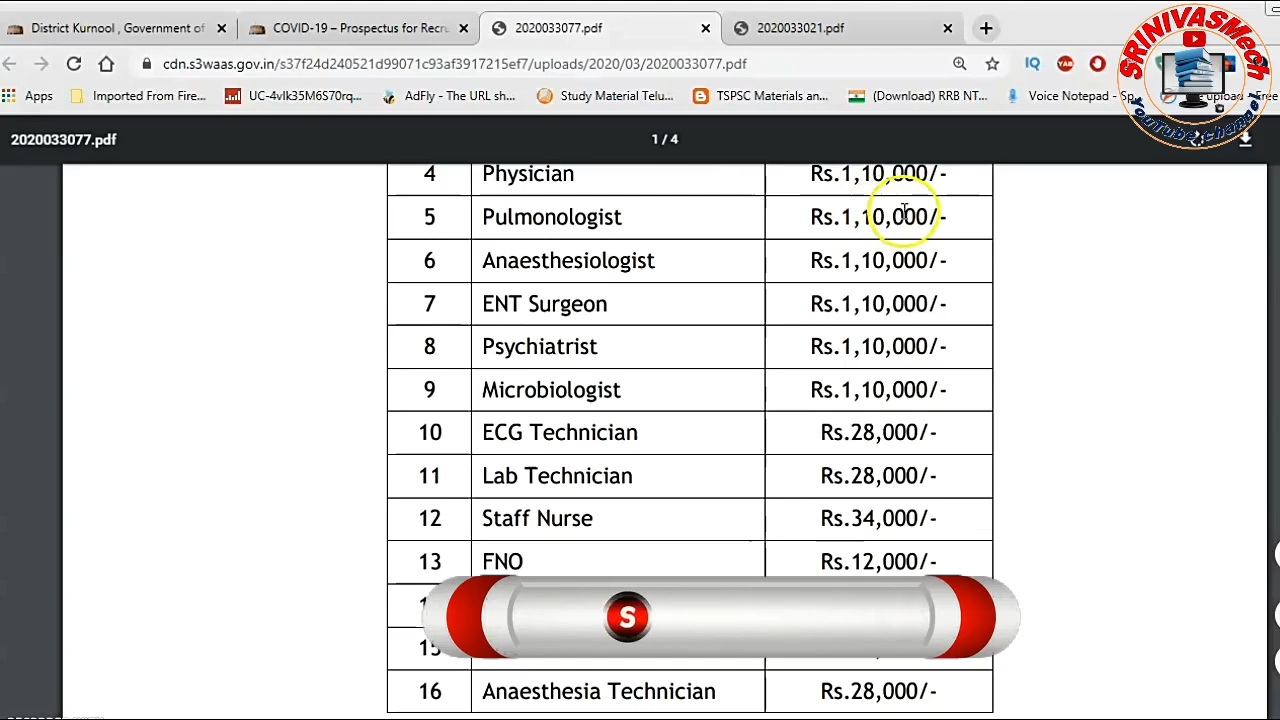 District Kurnool , Government of
COVID-19 – Prospectus for Recru
2020033077.pdf
2020033021.pdf
cdn.s3waas.gov.in/s37f24d240521d99071c93af3917215ef7/uploads/2020/03/2020033077.pdf
IQ
YAB
Apps
Imported From Fire...
UC-4vlk35M6S70rq...
AdFly - The URL...
Study Material Telu...
TSPSC Materials an...
(Download) RRB NT...
Voice Notepad - Sp
SRINIVASMech
YouTube channel
2020033077.pdf
1 / 4
4 Physician Rs.1,10,000/-
5 Pulmonologist Rs.1,10,000/-
6 Anaesthesiologist Rs.1,10,000/-
7 ENT Surgeon Rs.1,10,000/-
8 Psychiatrist Rs.1,10,000/-
9 Microbiologist Rs.1,10,000/-
10 ECG Technician Rs.28,000/-
11 Lab Technician Rs.28,000/-
12 Staff Nurse Rs.34,000/-
13 FNO Rs.12,000/-
S
15
16 Anaesthesia Technician Rs.28,000/-